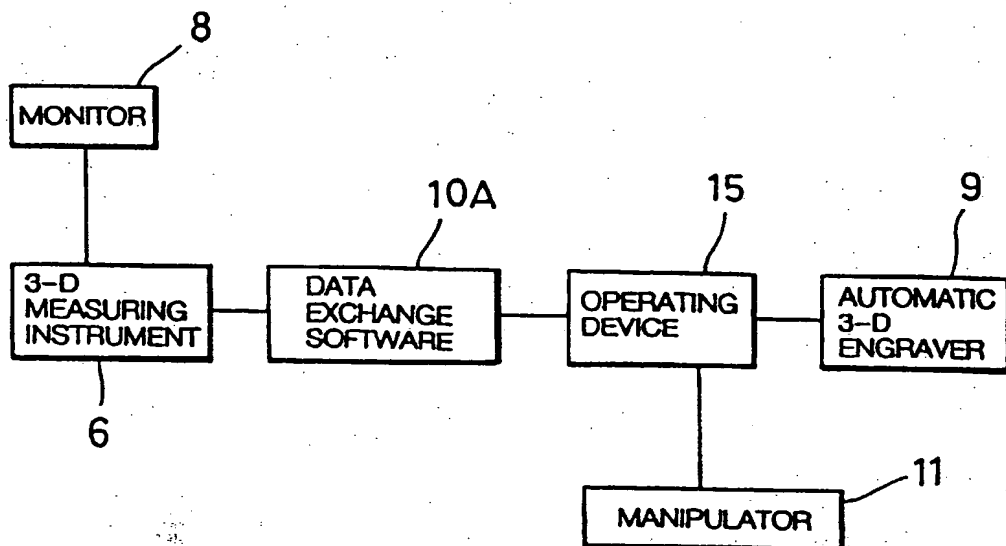 8
MONITOR
10A
15
9
3-D
MEASURING
INSTRUMENT
DATA
EXCHANGE
SOFTWARE
OPERATING
DEVICE
AUTOMATIC
3-D
ENGRAVER
6
11
MANIPULATOR